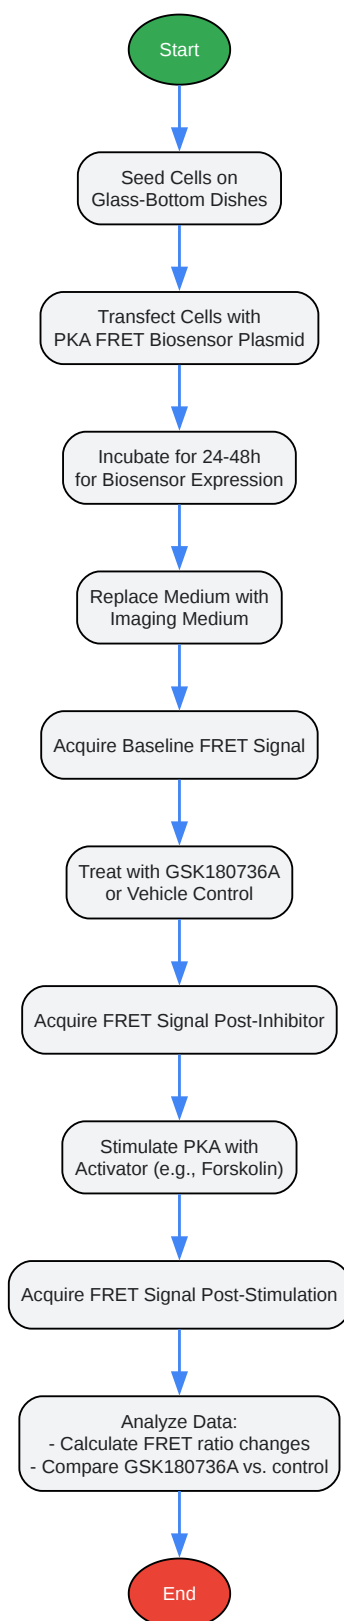 Start
Seed Cells on
Glass-Bottom Dishes
Transfect Cells with
PKA FRET Biosensor Plasmid
Incubate for 24-48h
for Biosensor Expression
Replace Medium with
Imaging Medium
Acquire Baseline FRET Signal
Treat with GSK180736A
or Vehicle Control
Acquire FRET Signal Post-Inhibitor
Stimulate PKA with
Activator (e.g., Forskolin)
Acquire FRET Signal Post-Stimulation
Analyze Data:
- Calculate FRET ratio changes
- Compare GSK180736A vs. control
End